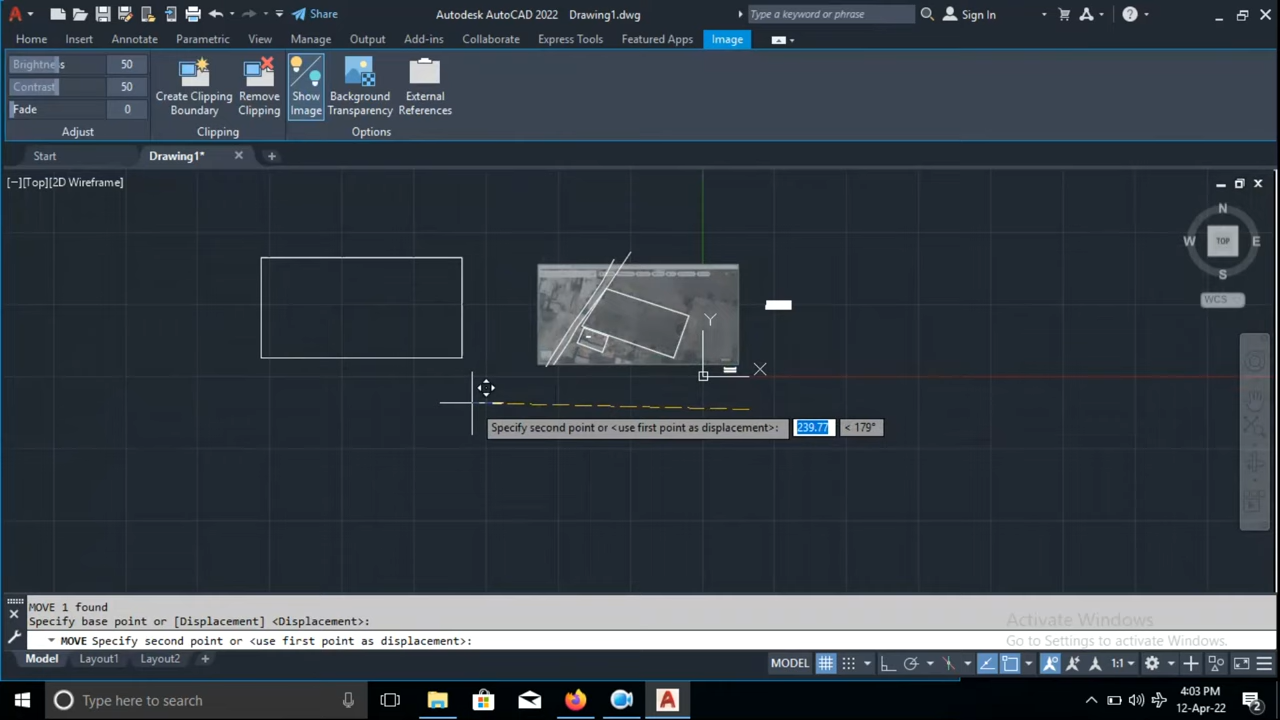 Share
Autodesk AutoCAD 2022 Drawing1.dwg
Type a keyword or phrase
Sign In
Home Insert Annotate Parametric View Manage Output Add-ins Collaborate Express Tools Featured Apps Image
Brightness 50
Contrast 50
Fade 0
Create Clipping Boundary
Remove Clipping
Show Image
Background Transparency
External References
Adjust Clipping Options
Start Drawing1*
[−][Top][2D Wireframe]
N
W TOP E
S
WCS
Y
X
Specify second point or <use first point as displacement>: 239.77 < 179°
MOVE 1 found
Specify base point or [Displacement] <Displacement>:
MOVE Specify second point or <use first point as displacement>:
Activate Windows
Go to Settings to activate Windows.
Model Layout1 Layout2
MODEL 1:1
Type here to search
4:03 PM
12-Apr-22
2